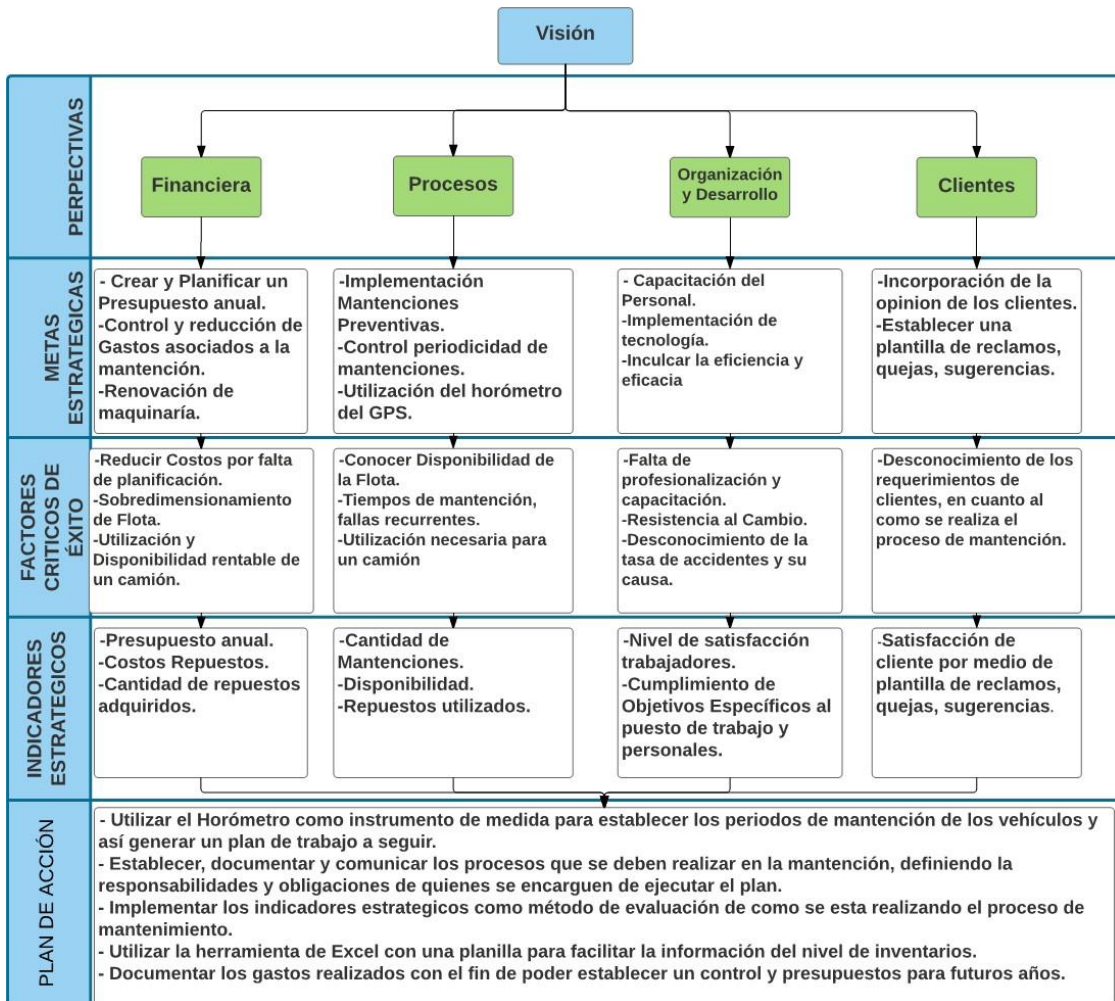 Visión
PERPECTIVAS
Financiera
Procesos
Organización
y Desarrollo
Clientes
METAS
ESTRATEGICAS
- Crear y Planificar un
Presupuesto anual.
-Control y reducción de
Gastos asociados a la
mantención.
-Renovación de
maquinaría.
-Implementación
Mantenciones
Preventivas.
-Control periodicidad de
mantenciones.
-Utilización del horómetro
del GPS.
- Capacitación del
Personal.
-Implementación de
tecnología.
-Inculcar la eficiencia y
eficacia
-Incorporación de la
opinion de los clientes.
-Establecer una
plantilla de reclamos,
quejas, sugerencias.
FACTORES
CRITICOS DE
ÉXITO
-Reducir Costos por falta
de planificación.
-Sobredimensionamiento
de Flota.
-Utilización y
Disponibilidad rentable de
un camión.
-Conocer Disponibilidad de
la Flota.
-Tiempos de mantención,
fallas recurrentes.
-Utilización necesaria para
un camión
-Falta de
profesionalización y
capacitación.
-Resistencia al Cambio.
-Desconocimiento de la
tasa de accidentes y su
causa.
-Desconocimiento de los
requerimientos de
clientes, en cuanto al
como se realiza el
proceso de mantención.
INDICADORES
ESTRATEGICOS
-Presupuesto anual.
-Costos Repuestos.
-Cantidad de repuestos
adquiridos.
-Cantidad de
Mantenciones.
-Disponibilidad.
-Repuestos utilizados.
-Nivel de satisfacción
trabajadores.
-Cumplimiento de
Objetivos Específicos al
puesto de trabajo y
personales.
-Satisfacción de
cliente por medio de
plantilla de reclamos,
quejas, sugerencias.
PLAN DE ACCIÓN
- Utilizar el Horómetro como instrumento de medida para establecer los periodos de mantención de los vehículos y
así generar un plan de trabajo a seguir.
- Establecer, documentar y comunicar los procesos que se deben realizar en la mantención, definiendo la
responsabilidades y obligaciones de quienes se encarguen de ejecutar el plan.
- Implementar los indicadores estrategicos como método de evaluación de como se esta realizando el proceso de
mantenimiento.
- Utilizar la herramienta de Excel con una planilla para facilitar la información del nivel de inventarios.
- Documentar los gastos realizados con el fin de poder establecer un control y presupuestos para futuros años.